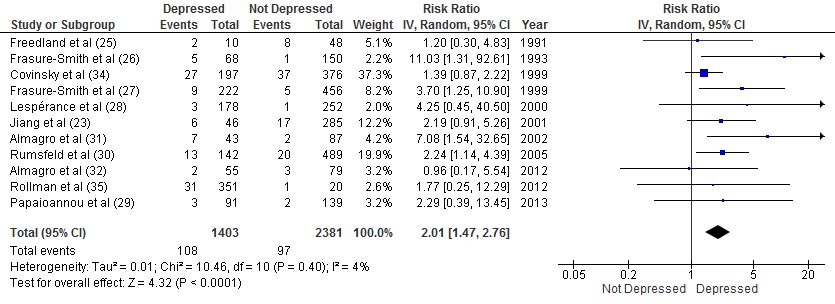 Depressed Not Depressed Risk Ratio Risk Ratio
Study or Subgroup Events Total Events Total Weight IV, Random, 95% CI Year IV, Random, 95% CI
Freedland et al (25) 2 10 8 48 5.1% 1.20 [0.30, 4.83] 1991
Frasure-Smith et al (26) 5 68 1 150 2.2% 11.03 [1.31, 92.61] 1993
Covinsky et al (34) 27 197 37 376 37.3% 1.39 [0.87, 2.22] 1999
Frasure-Smith et al (27) 9 222 5 456 8.4% 3.70 [1.25, 10.90] 1999
Lespérance et al (28) 3 178 1 252 2.0% 4.25 [0.45, 40.50] 2000
Jiang et al (23) 6 46 17 285 12.1% 2.19 [0.91, 5.26] 2001
Almagro et al (31) 7 43 2 87 4.2% 7.08 [1.54, 32.65] 2002
Rumsfeld et al (30) 13 142 20 489 19.9% 2.24 [1.14, 4.39] 2005
Almagro et al (32) 2 55 3 79 3.2% 0.96 [0.17, 5.54] 2012
Rollman et al (35) 31 351 1 20 2.6% 1.77 [0.25, 12.29] 2012
Papaioannou et al (29) 3 91 2 139 3.2% 2.29 [0.39, 13.45] 2013
Total (95% CI) 1403 2381 100.0% 2.01 [1.47, 2.76]
Total events 108 97
Heterogeneity: Tau² = 0.01; Chi² = 10.46, df = 10 (P = 0.40); I² = 4%
Test for overall effect: Z = 4.32 (P < 0.0001)
0.05 0.2 1 5 20
Not Depressed Depressed